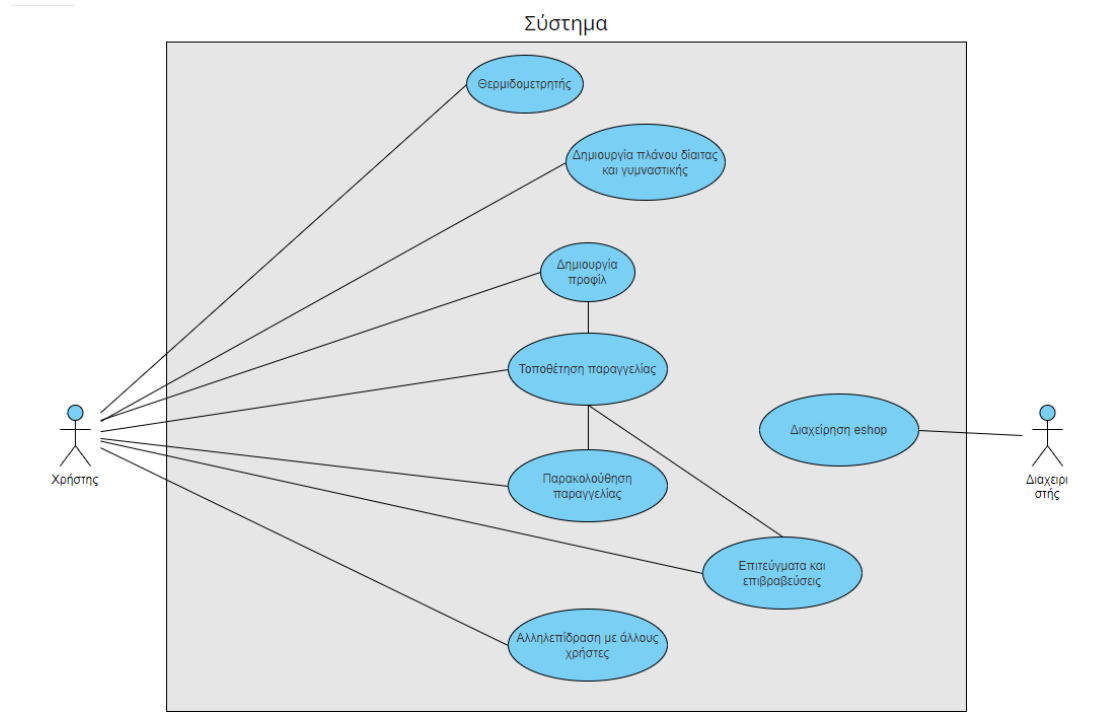 Σύστημα
Θερμιδομετρητής
Δημιουργία πλάνου δίαιτας
και γυμναστικής
Δημιουργία
προφίλ
Τοποθέτηση παραγγελίας
Διαχείρηση eshop
Χρήστης
Παρακολούθηση
παραγγελίας
Διαχειρι
στής
Επιτεύγματα και
επιβραβεύσεις
Αλληλεπίδραση με άλλους
χρήστες